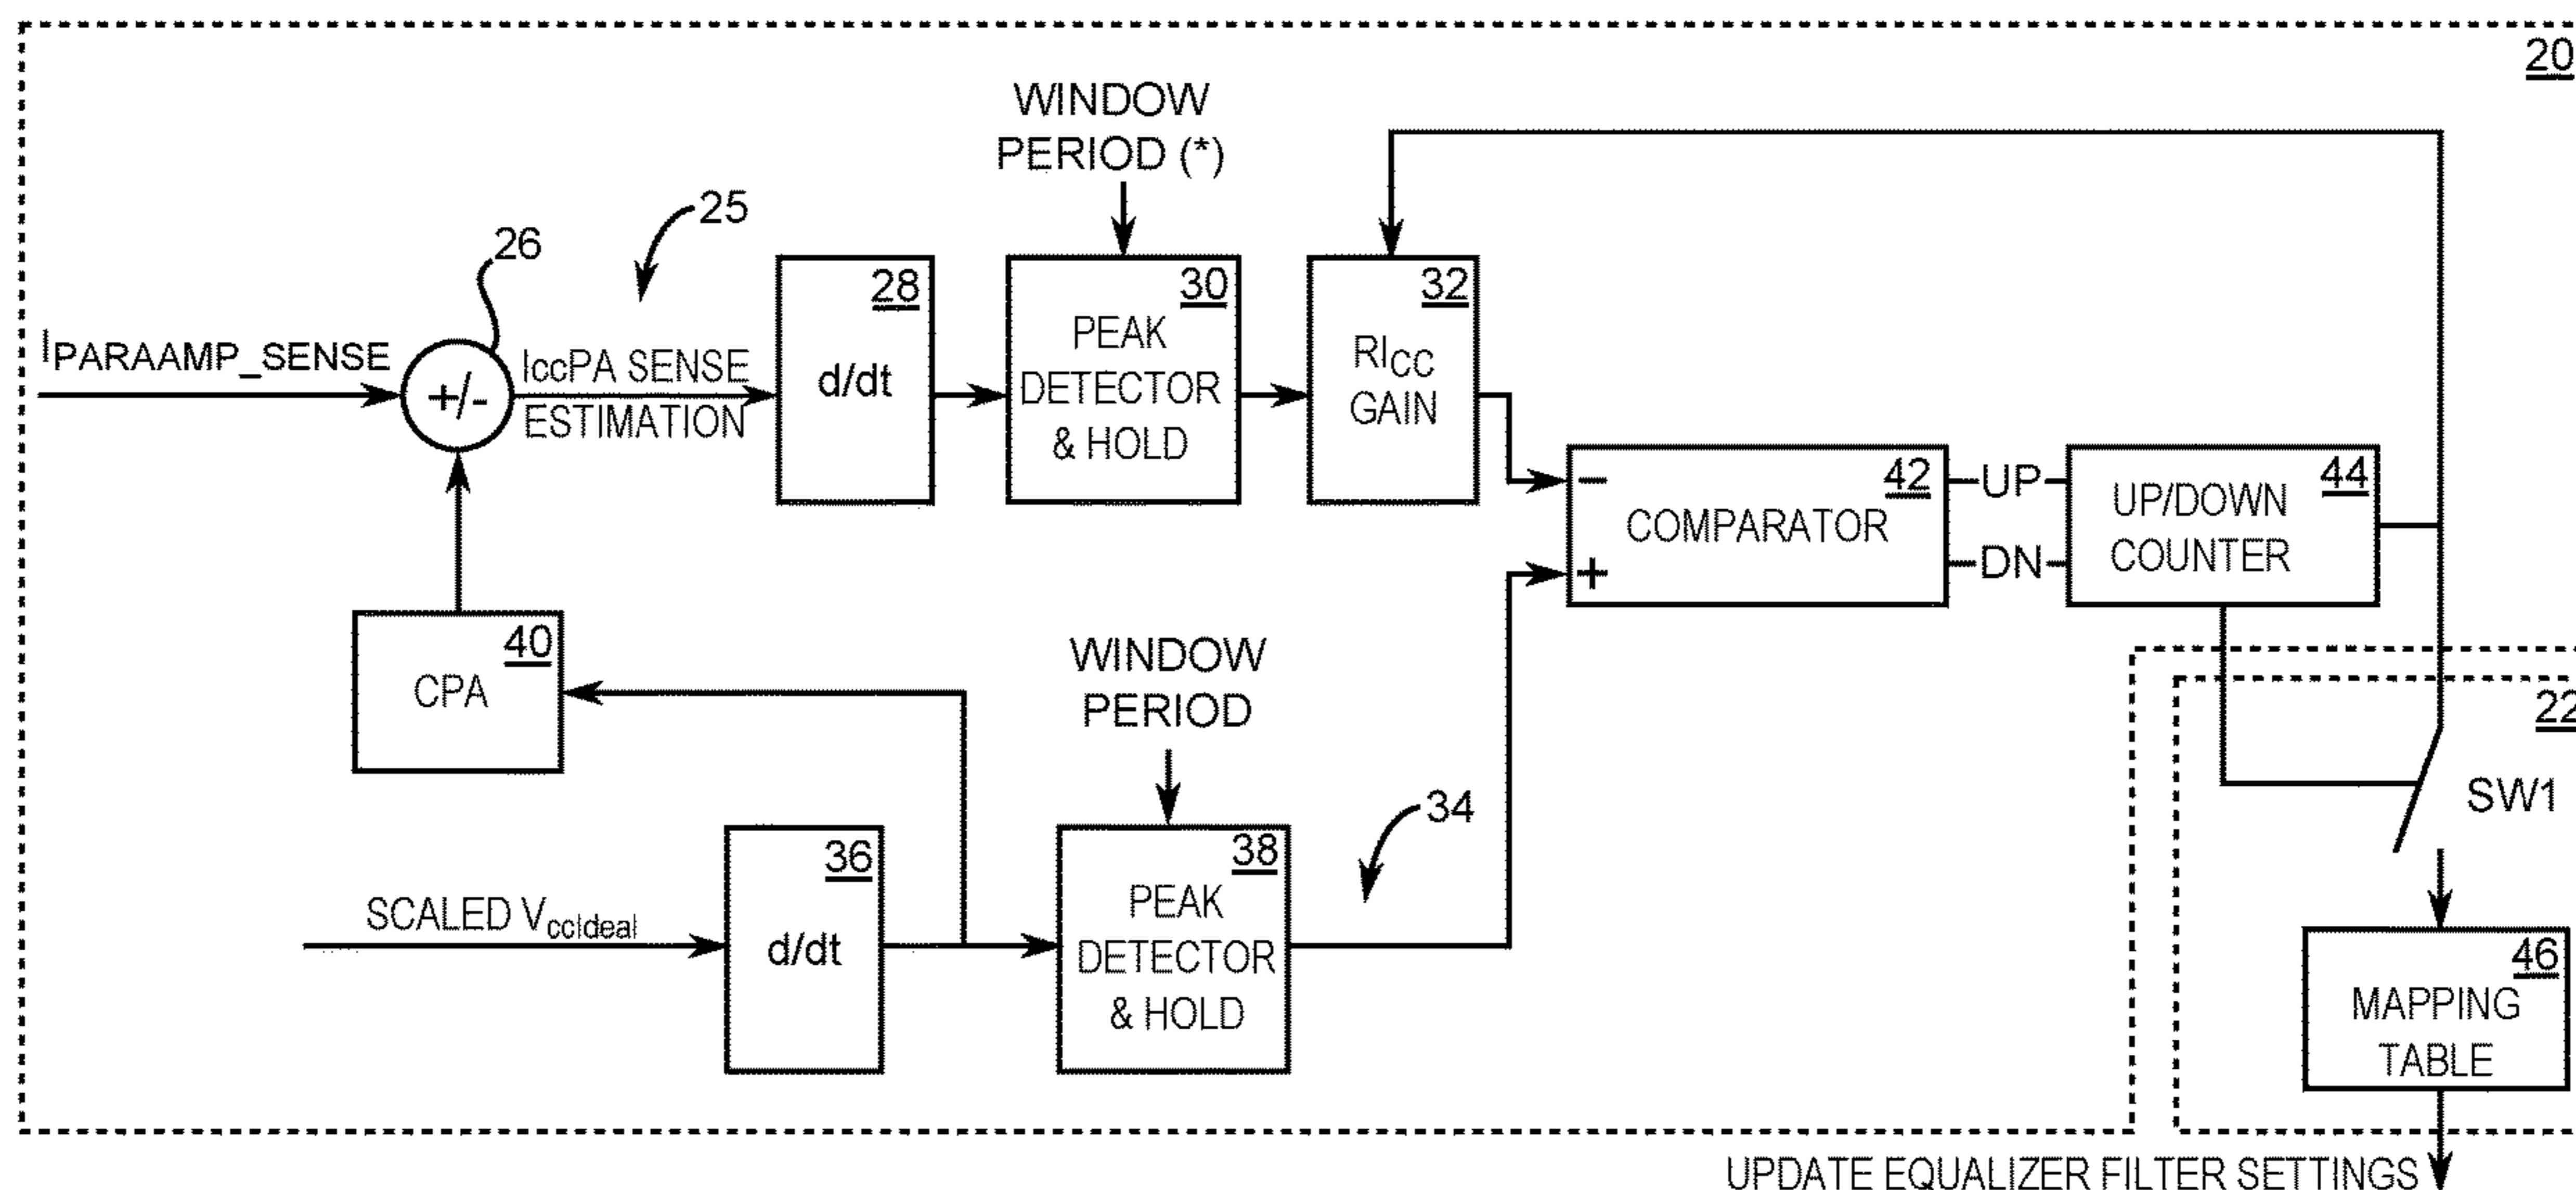 20
WINDOW
PERIOD (*)
25
26
IPARAAMP_SENSE
+/-
IccPA SENSE
ESTIMATION
28
d/dt
30
PEAK
DETECTOR
& HOLD
32
RICC
GAIN
42
−
COMPARATOR
+
UP
DN
44
UP/DOWN
COUNTER
40
CPA
WINDOW
PERIOD
22
SW1
34
SCALED VccIdeal
36
d/dt
38
PEAK
DETECTOR
& HOLD
46
MAPPING
TABLE
UPDATE EQUALIZER FILTER SETTINGS